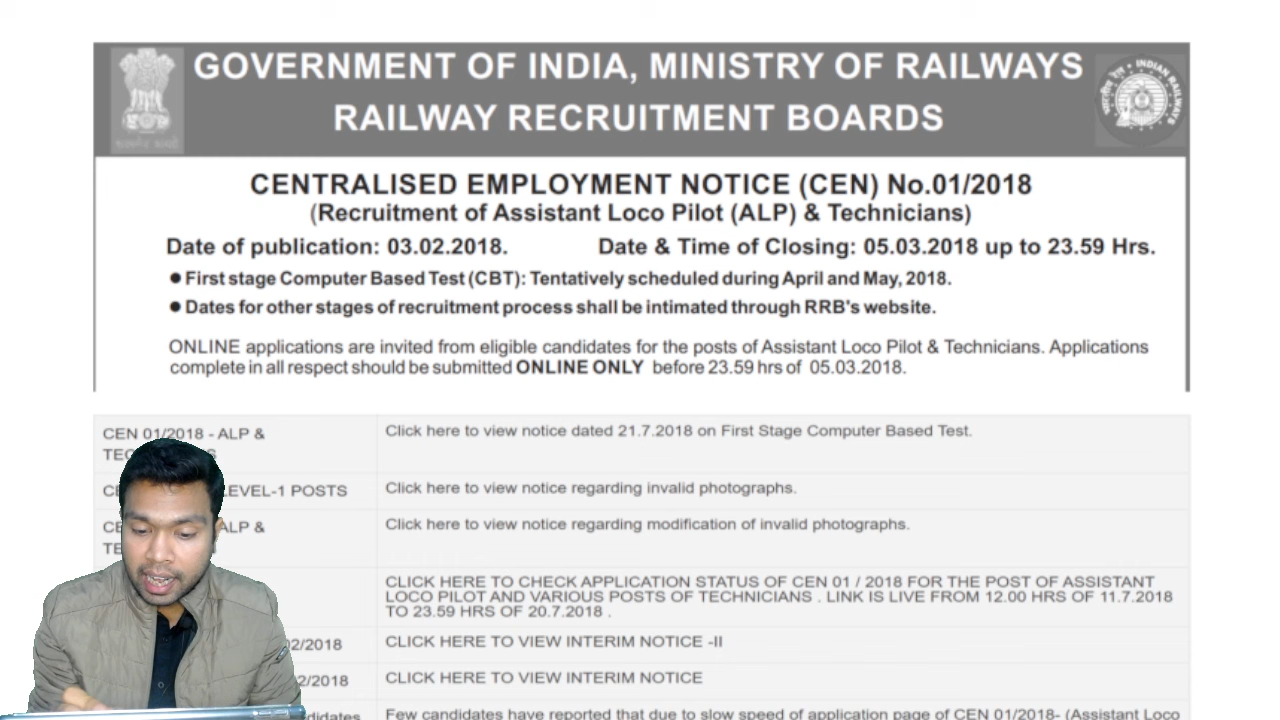 GOVERNMENT OF INDIA, MINISTRY OF RAILWAYS
RAILWAY RECRUITMENT BOARDS
INDIAN RAILWAYS
CENTRALISED EMPLOYMENT NOTICE (CEN) No.01/2018
(Recruitment of Assistant Loco Pilot (ALP) & Technicians)
Date of publication: 03.02.2018. Date & Time of Closing: 05.03.2018 up to 23.59 Hrs.
● First stage Computer Based Test (CBT): Tentatively scheduled during April and May, 2018.
● Dates for other stages of recruitment process shall be intimated through RRB's website.
ONLINE applications are invited from eligible candidates for the posts of Assistant Loco Pilot & Technicians. Applications
complete in all respect should be submitted ONLINE ONLY before 23.59 hrs of 05.03.2018.
CEN 01/2018 - ALP & Click here to view notice dated 21.7.2018 on First Stage Computer Based Test.
LEVEL-1 POSTS Click here to view notice regarding invalid photographs.
ALP & Click here to view notice regarding modification of invalid photographs.
CLICK HERE TO CHECK APPLICATION STATUS OF CEN 01 / 2018 FOR THE POST OF ASSISTANT
LOCO PILOT AND VARIOUS POSTS OF TECHNICIANS . LINK IS LIVE FROM 12.00 HRS OF 11.7.2018
TO 23.59 HRS OF 20.7.2018 .
2/2018 CLICK HERE TO VIEW INTERIM NOTICE -II
2/2018 CLICK HERE TO VIEW INTERIM NOTICE
Few candidates have reported that due to slow speed of application page of CEN 01/2018- (Assistant Loco